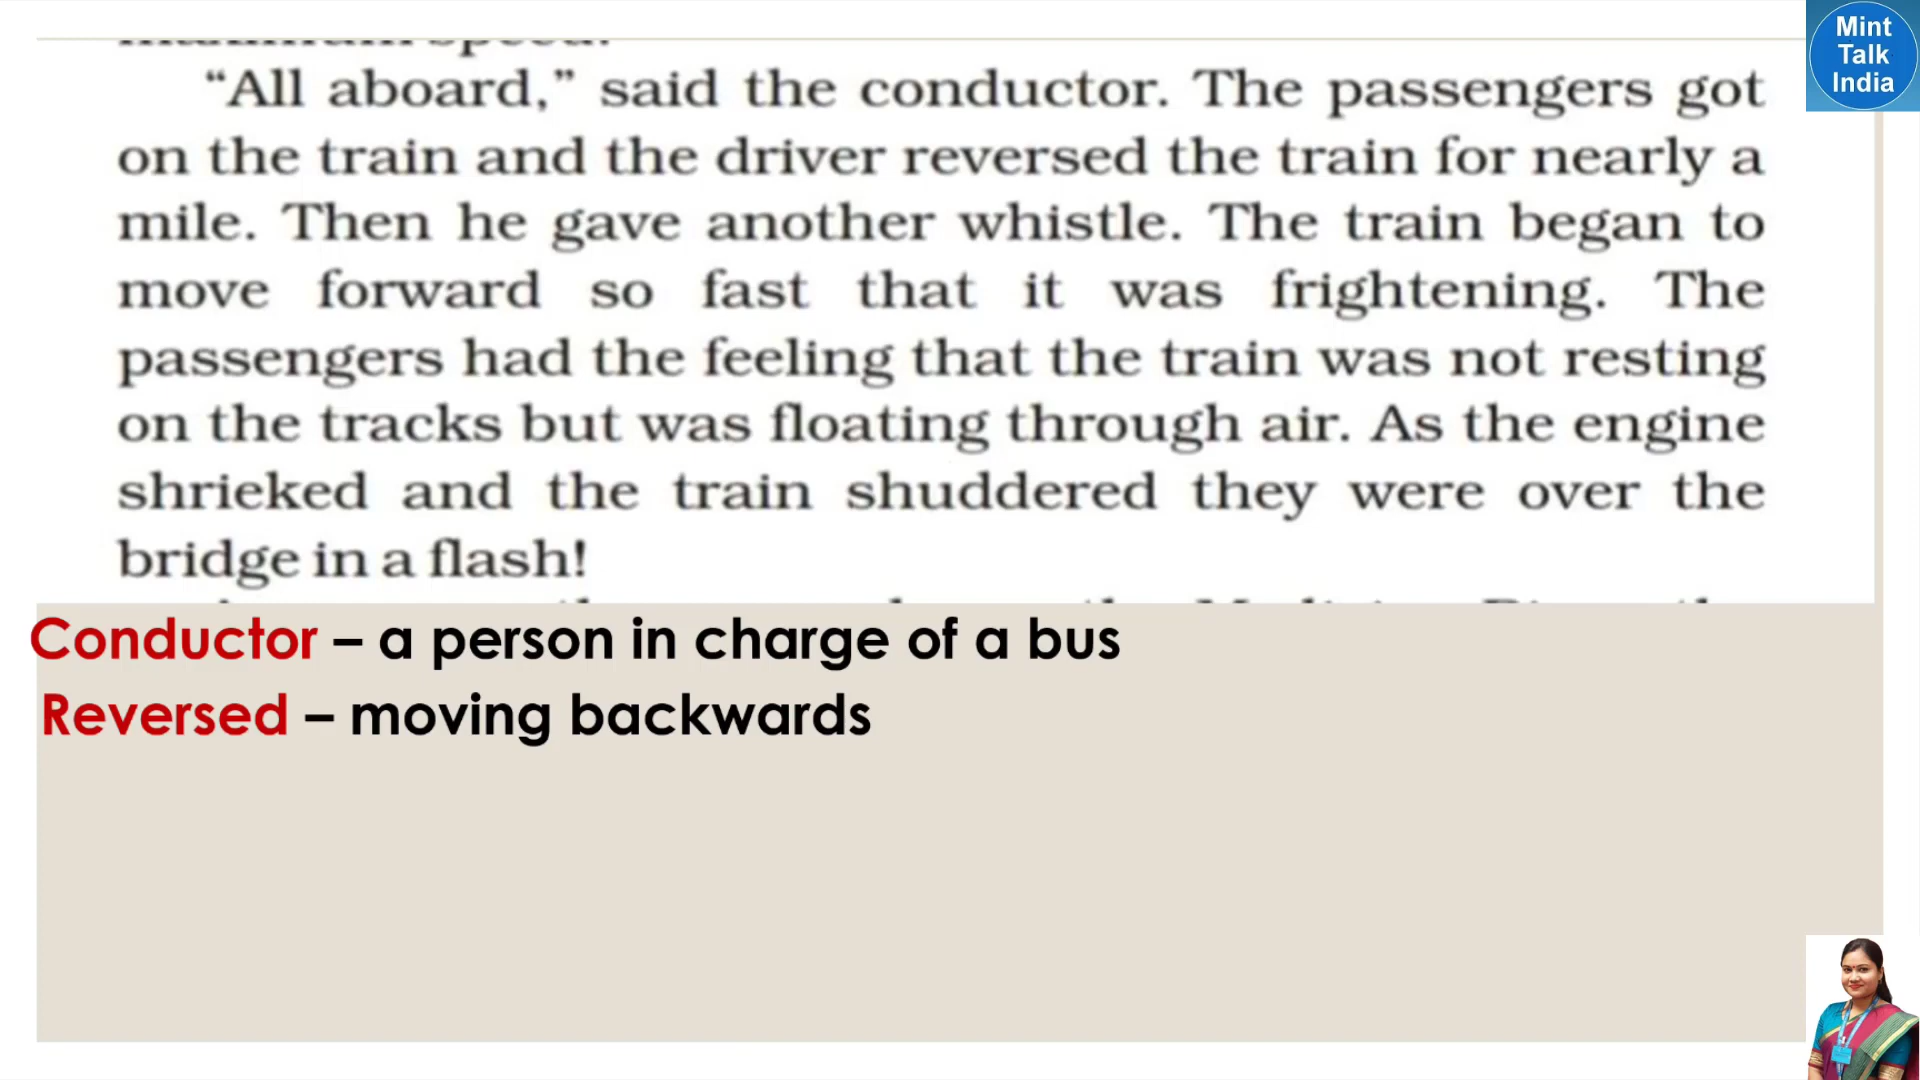 Mint
Talk
India
“All aboard,” said the conductor. The passengers got
on the train and the driver reversed the train for nearly a
mile. Then he gave another whistle. The train began to
move forward so fast that it was frightening. The
passengers had the feeling that the train was not resting
on the tracks but was floating through air. As the engine
shrieked and the train shuddered they were over the
bridge in a flash!
Conductor – a person in charge of a bus
Reversed – moving backwards